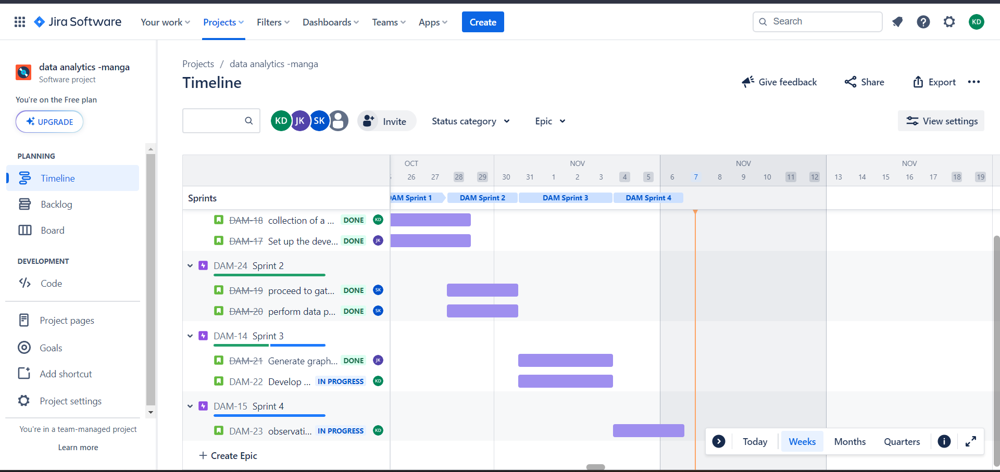 Jira Software
Your work
Projects
Filters
Dashboards
Teams
Apps
Create
Search
KD
data analytics -manga
Software project
You're on the Free plan
UPGRADE
PLANNING
Timeline
Backlog
Board
DEVELOPMENT
Code
Project pages
Goals
Add shortcut
Project settings
You're in a team-managed project
Learn more
Projects / data analytics -manga
Timeline
Give feedback
Share
Export
KD JK SK
Invite
Status category
Epic
View settings
OCT NOV NOV NOV
26 27 28 29 30 31 1 2 3 4 5 6 7 8 9 10 11 12 13 14 15 16 17 18 19
Sprints
AM Sprint 1 DAM Sprint 2 DAM Sprint 3 DAM Sprint 4
DAM-18 collection of a ... DONE KD
DAM-17 Set up the deve... DONE JK
DAM-24 Sprint 2
DAM-19 proceed to gat... DONE SK
DAM-20 perform data p... DONE SK
DAM-14 Sprint 3
DAM-21 Generate graph... DONE JK
DAM-22 Develop ... IN PROGRESS KD
DAM-15 Sprint 4
DAM-23 observati... IN PROGRESS KD
Create Epic
Today
Weeks
Months
Quarters